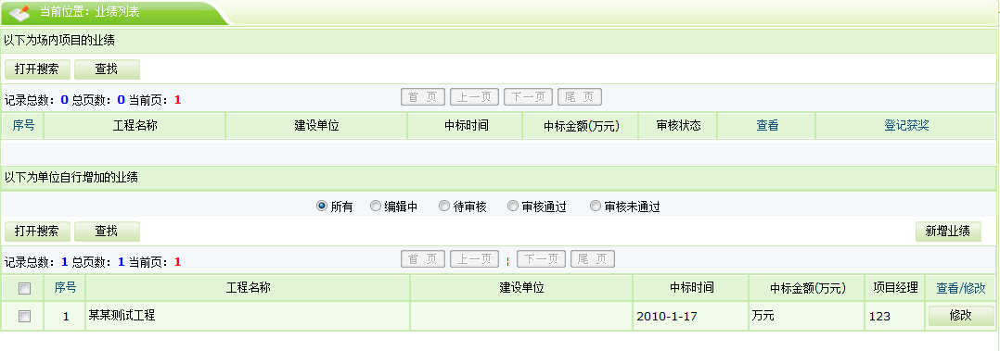 当前位置：业绩列表
以下为场内项目的业绩
打开搜索 查找
记录总数：0 总页数：0 当前页：1 首 页 上一页 下一页 尾 页
序号 工程名称 建设单位 中标时间 中标金额(万元) 审核状态 查看 登记获奖
以下为单位自行增加的业绩
所有 编辑中 待审核 审核通过 审核未通过
打开搜索 查找 新增业绩
记录总数：1 总页数：1 当前页：1 首 页 上一页 ¦ 下一页 尾 页
序号 工程名称 建设单位 中标时间 中标金额(万元) 项目经理 查看/修改
1 某某测试工程 2010-1-17 万元 123 修改